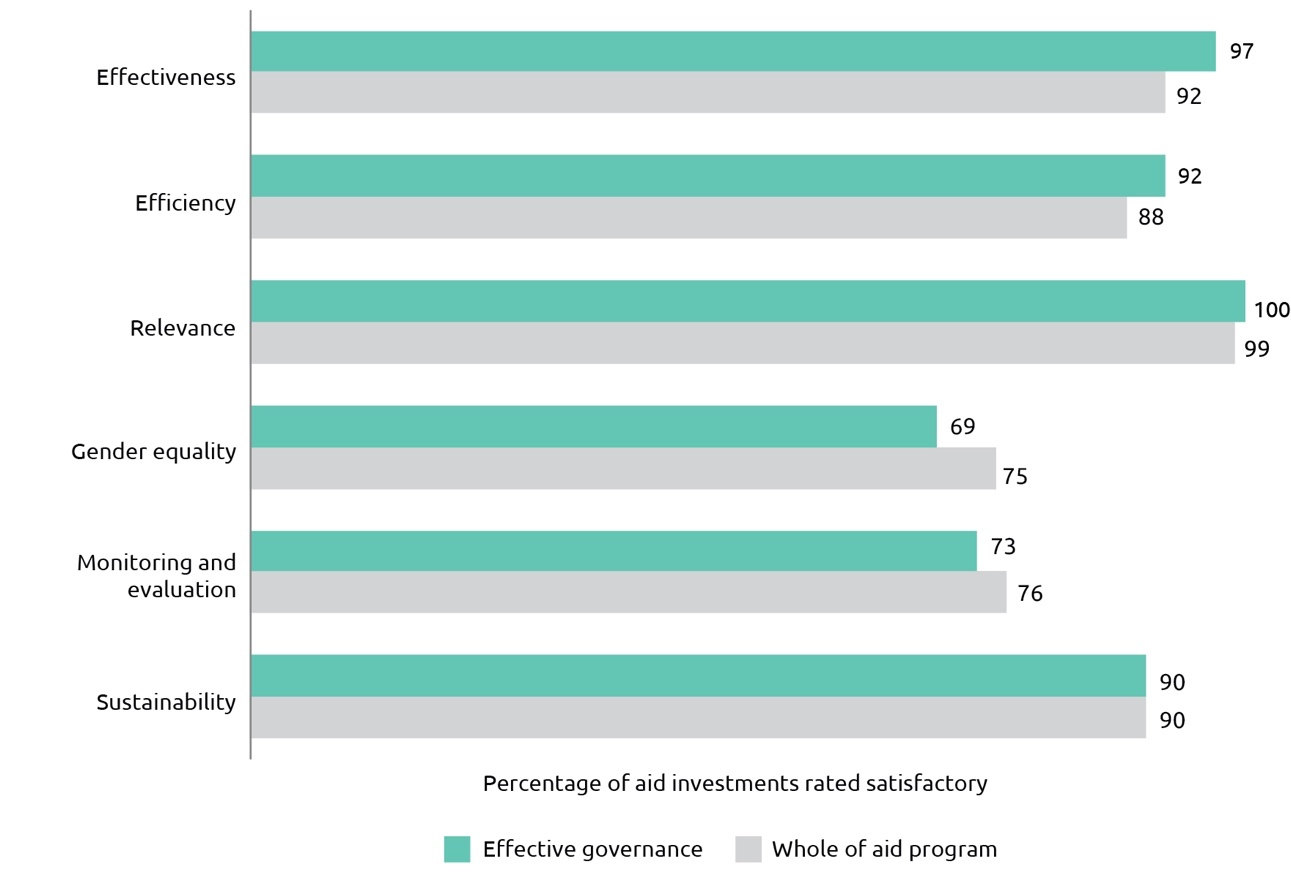 Effectiveness
97
92
Efficiency
92
88
Relevance
100
99
Gender equality
69
75
Monitoring and
evaluation
73
76
Sustainability
90
90
Percentage of aid investments rated satisfactory
Effective governance
Whole of aid program